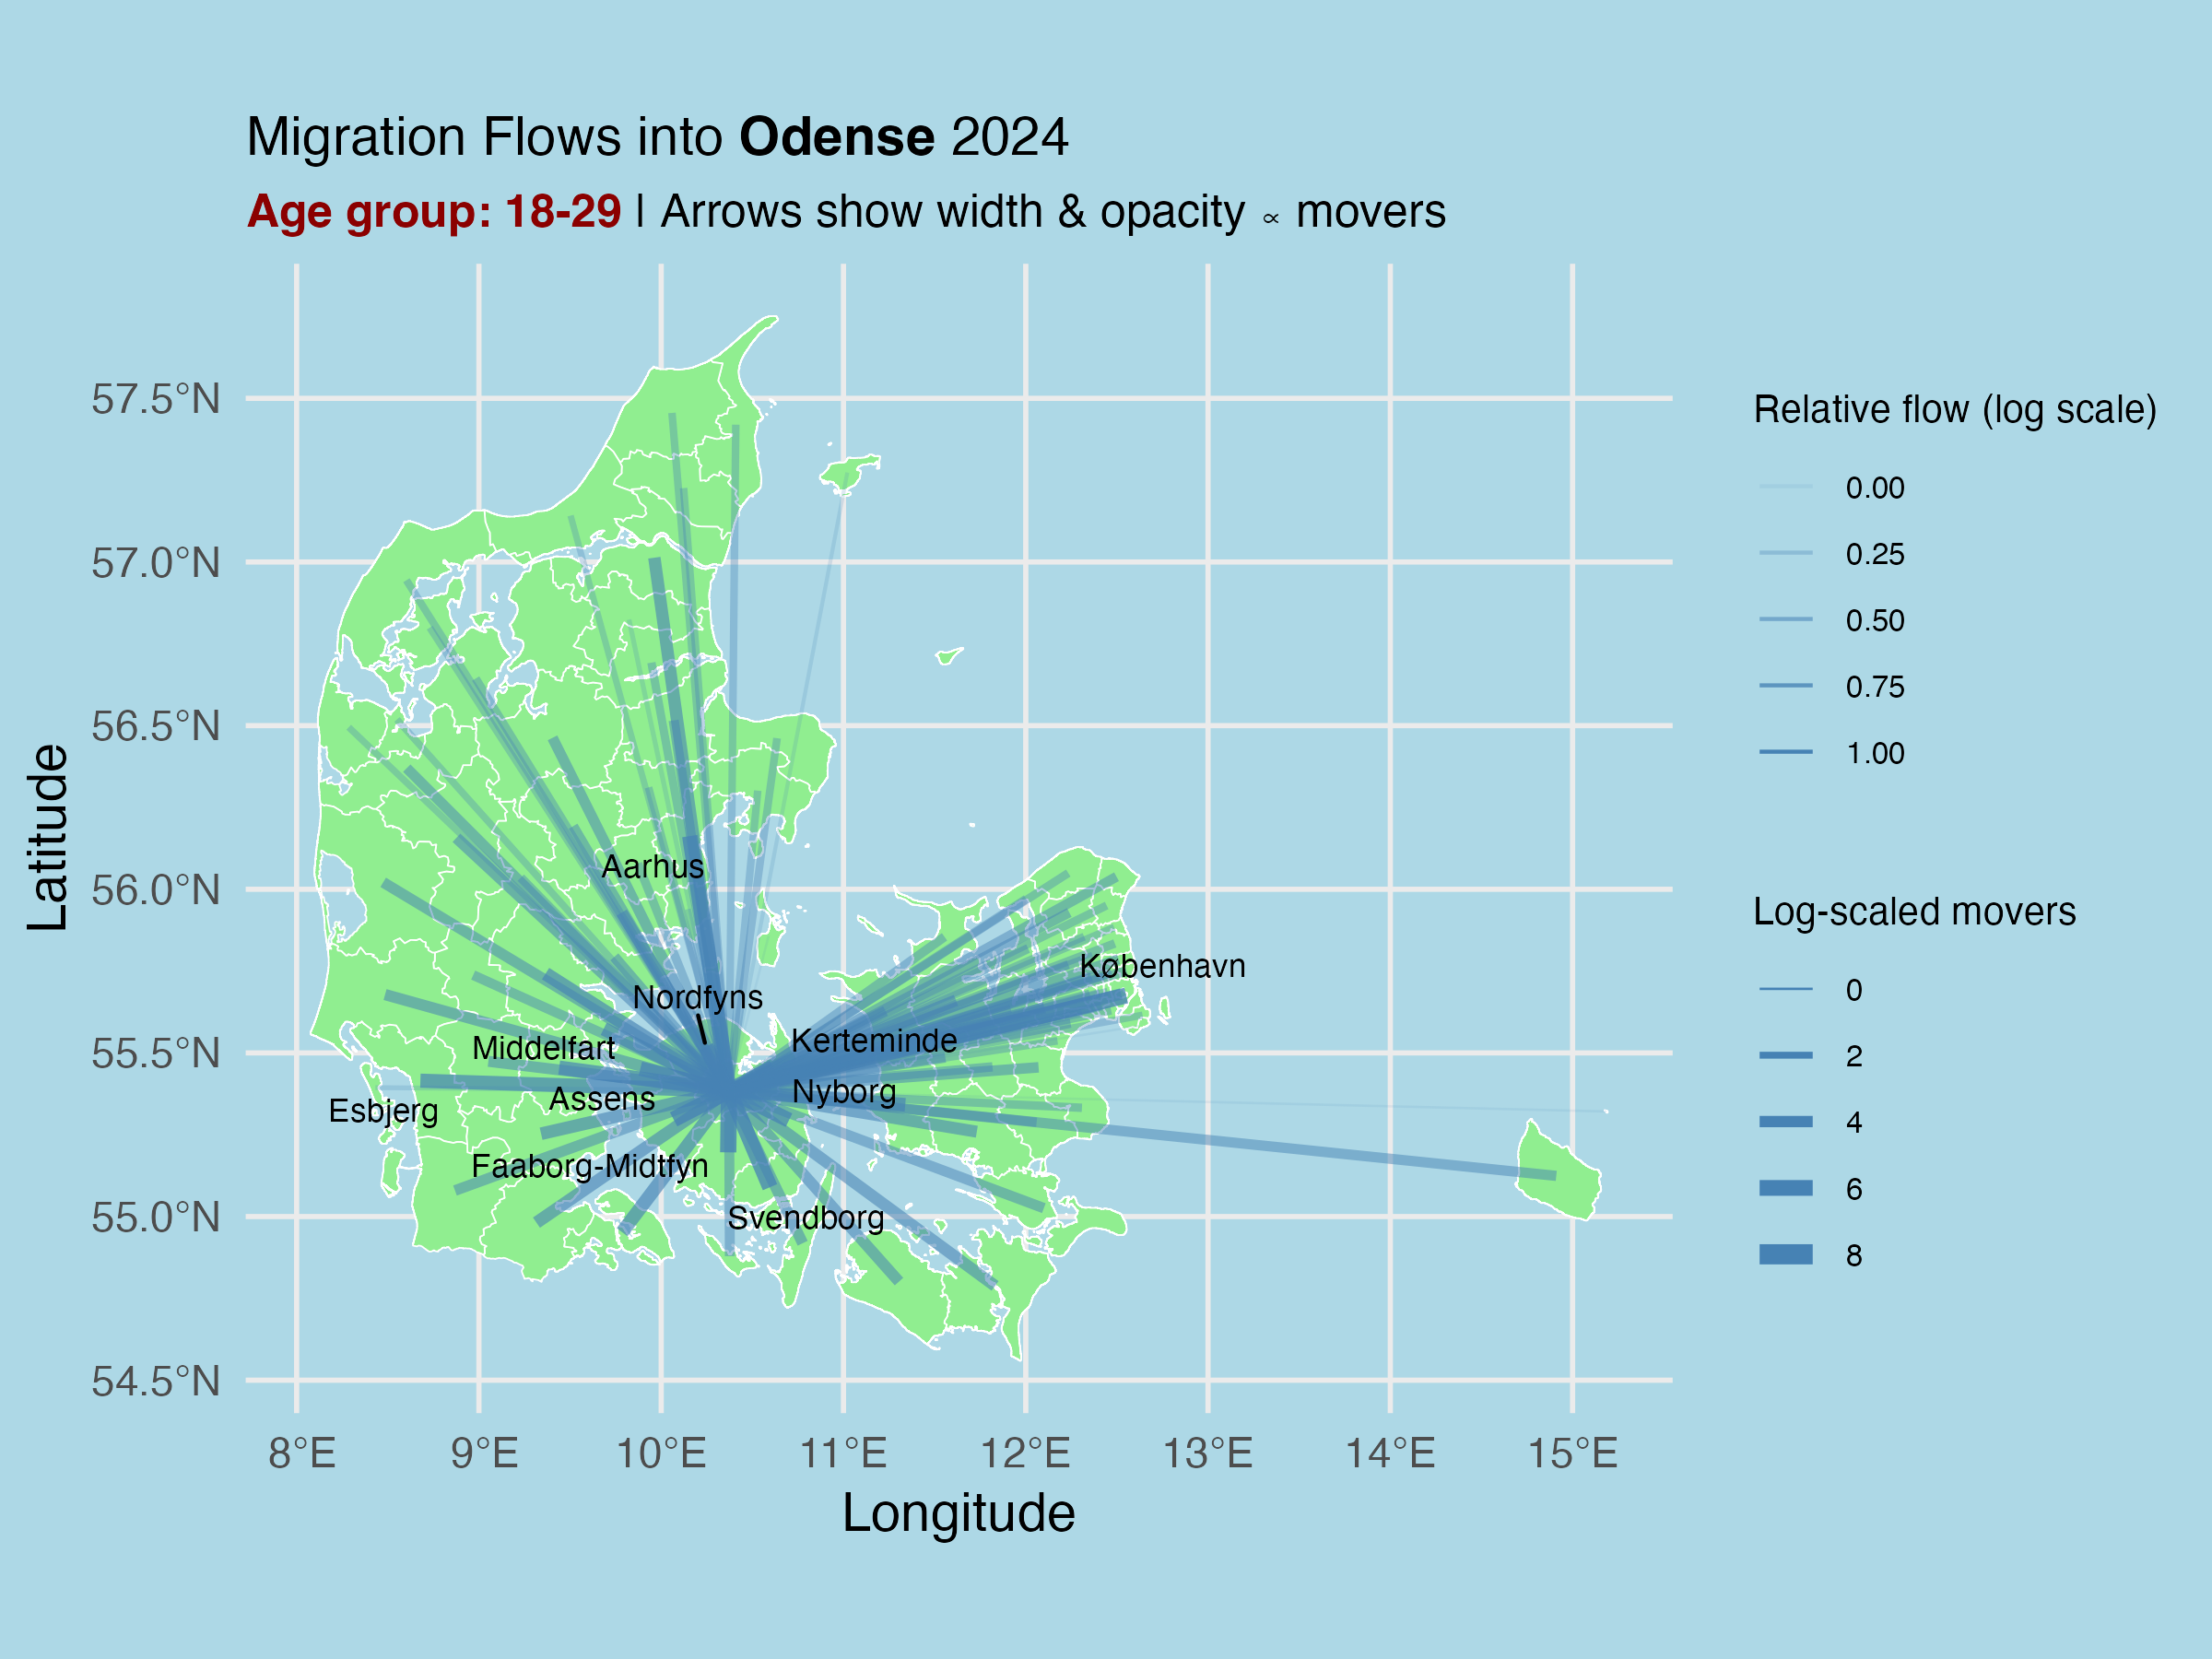 Migration Flows into Odense 2024
Age group: 18-29 | Arrows show width & opacity ∝ movers
57.5°N
57.0°N
56.5°N
56.0°N
55.5°N
55.0°N
54.5°N
Latitude
8°E
9°E
10°E
11°E
12°E
13°E
14°E
15°E
Longitude
Aarhus
København
Nordfyns
Kerteminde
Middelfart
Nyborg
Assens
Esbjerg
Faaborg-Midtfyn
Svendborg
Relative flow (log scale)
0.00
0.25
0.50
0.75
1.00
Log-scaled movers
0
2
4
6
8